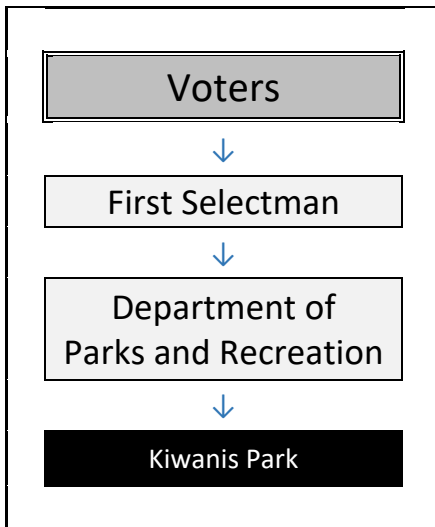 Voters
First Selectman
Department of
Parks and Recreation
Kiwanis Park